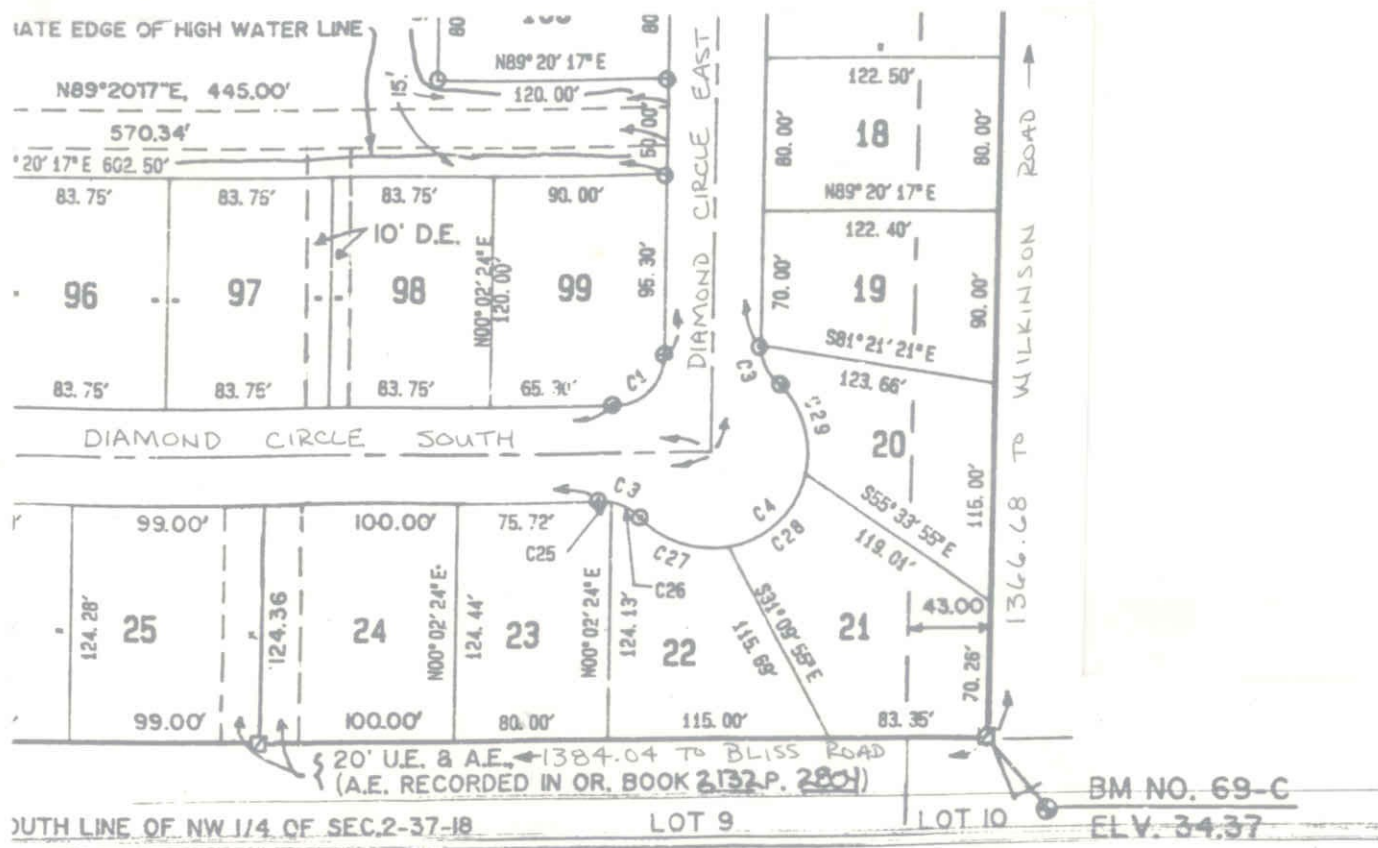 IATE EDGE OF HIGH WATER LINE
80
80
N89°20'17"E
120.00'
15.'
N89°20'17"E, 445.00'
570.34'
°20'17"E 602.50'
50.00'
DIAMOND CIRCLE EAST
122.50'
18
80.00'
80.00'
N89°20'17"E
122.40'
19
70.00'
90.00'
S81°21'21"E
123.66'
1366.68 TO WILKINSON ROAD
83.75'
83.75'
83.75'
90.00'
10' D.E.
96
97
98
N00°02'24"E
120.00'
99
95.30'
83.75'
83.75'
83.75'
65.30'
C1
C3
C29
20
115.00'
S55°33'55"E
119.01'
DIAMOND CIRCLE SOUTH
C3
C4
C28
C27
C25
C26
99.00'
100.00'
75.72'
124.28'
25
124.36
24
N00°02'24"E
124.44'
23
N00°02'24"E
124.13'
22
S31°09'55"E
115.69'
21
43.00
70.26'
99.00'
100.00'
80.00'
115.00'
83.35'
20' U.E. & A.E., 1384.04 TO BLISS ROAD
(A.E. RECORDED IN OR. BOOK 2132 P. 2804)
BM NO. 69-C
ELV. 34.37
OUTH LINE OF NW 1/4 OF SEC.2-37-18
LOT 9
LOT 10